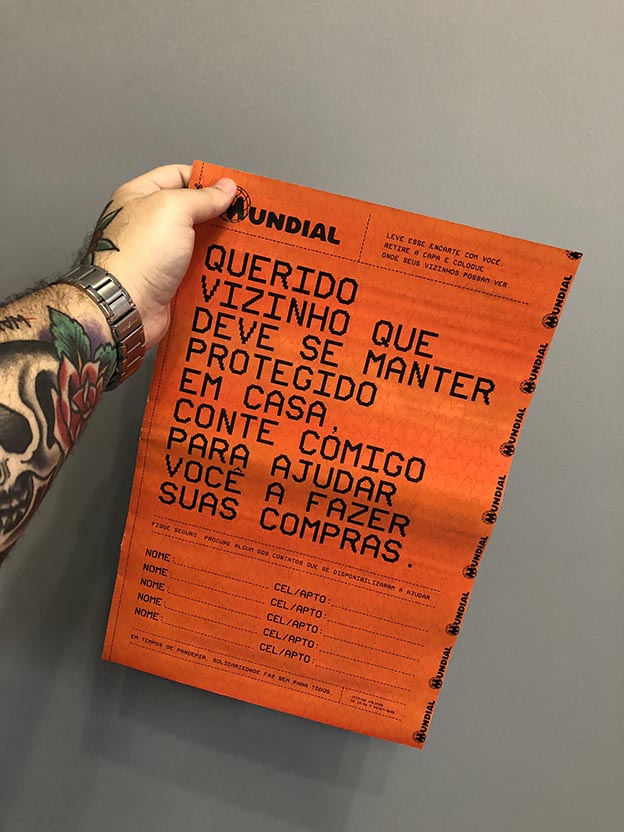 MUNDIAL
LEVE ESSE ENCARTE COM VOCÊ.
RETIRE A CAPA E COLOQUE
ONDE SEUS VIZINHOS POSSAM VER
QUERIDO
VIZINHO QUE
DEVE SE MANTER
PROTEGIDO
EM CASA,
CONTE COMIGO
PARA AJUDAR
VOCÊ A FAZER
SUAS COMPRAS.
FIQUE SEGURO. PROCURE ALGUM DOS CONTATOS QUE SE DISPONIBILIZARAM A AJUDAR
NOME: CEL/APTO:
NOME: CEL/APTO:
NOME: CEL/APTO:
NOME: CEL/APTO:
NOME: CEL/APTO:
EM TEMPOS DE PANDEMIA, SOLIDARIEDADE FAZ BEM PARA TODOS.
MUNDIAL
MUNDIAL
MUNDIAL
MUNDIAL
MUNDIAL
MUNDIAL
MUNDIAL
MUNDIAL